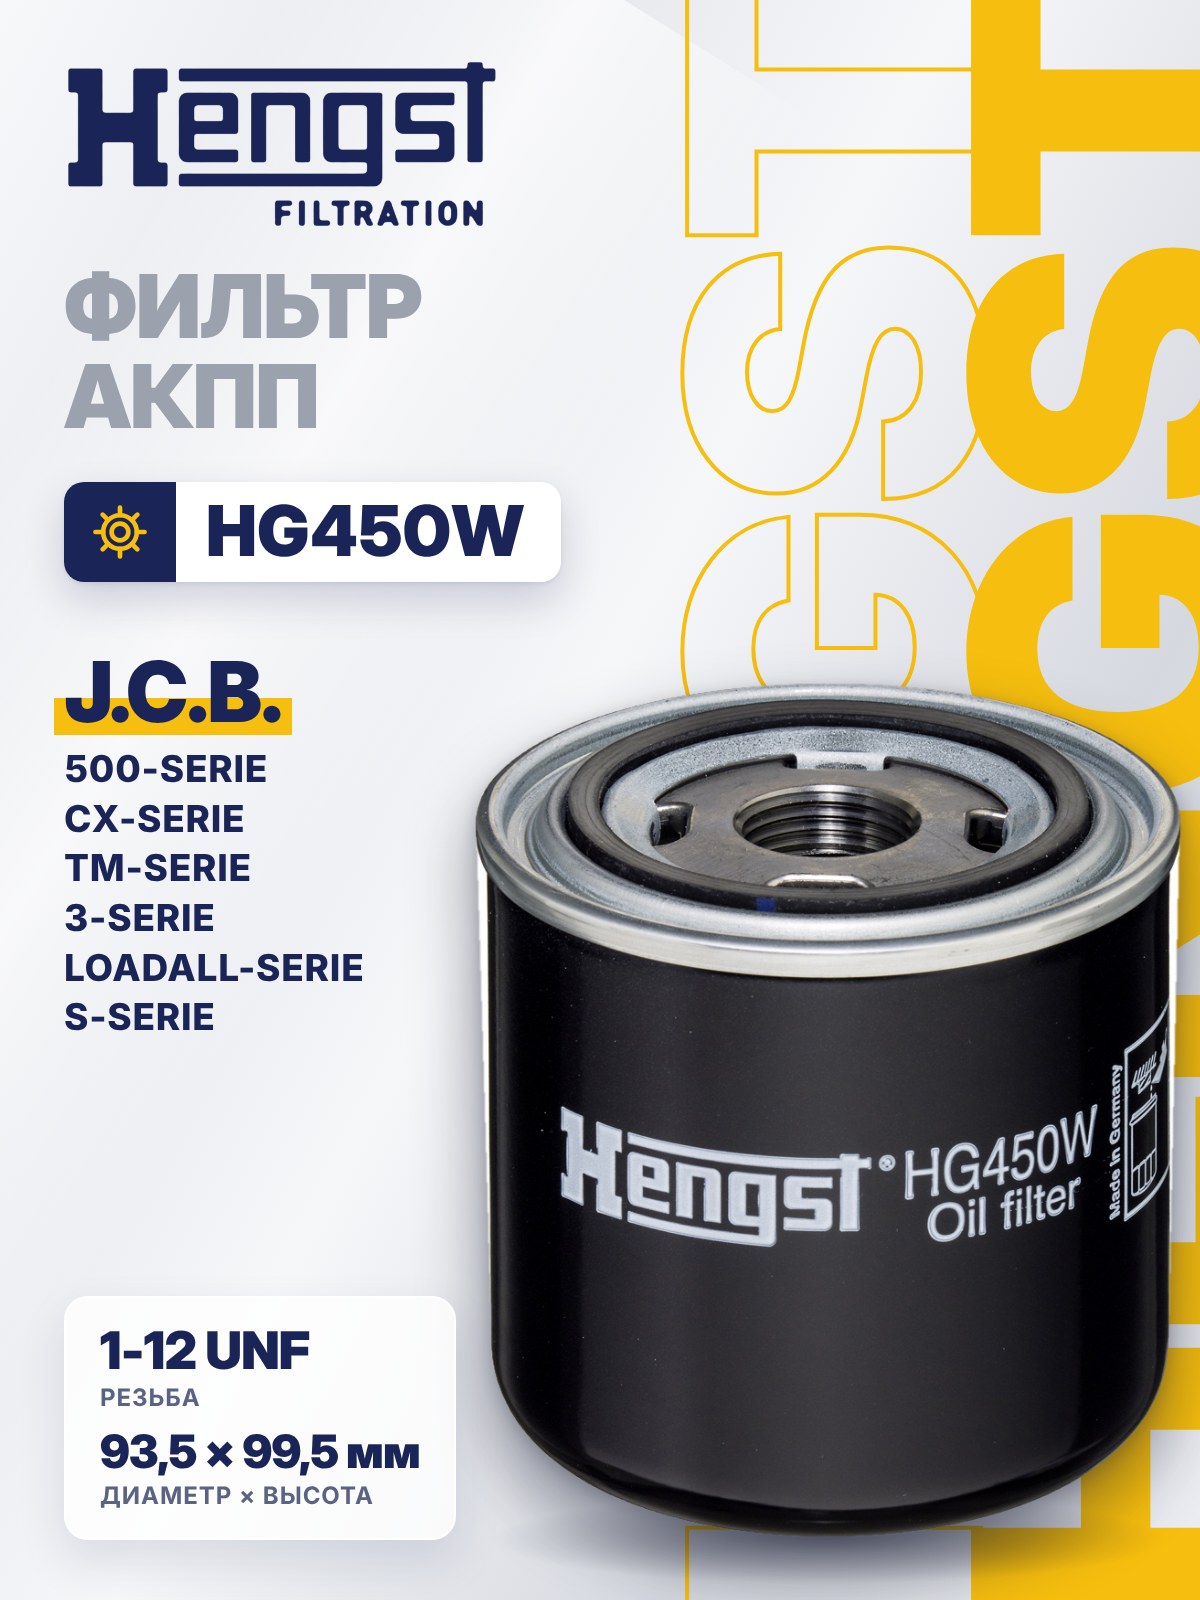 Hengst
FILTRATION
ФИЛЬТР
АКПП
HG450W
J.C.B.
500-SERIE
CX-SERIE
TM-SERIE
3-SERIE
LOADALL-SERIE
S-SERIE
Hengst® HG450W
Oil filter
Made in Germany
1-12 UNF
РЕЗЬБА
93,5 × 99,5 мм
ДИАМЕТР × ВЫСОТА